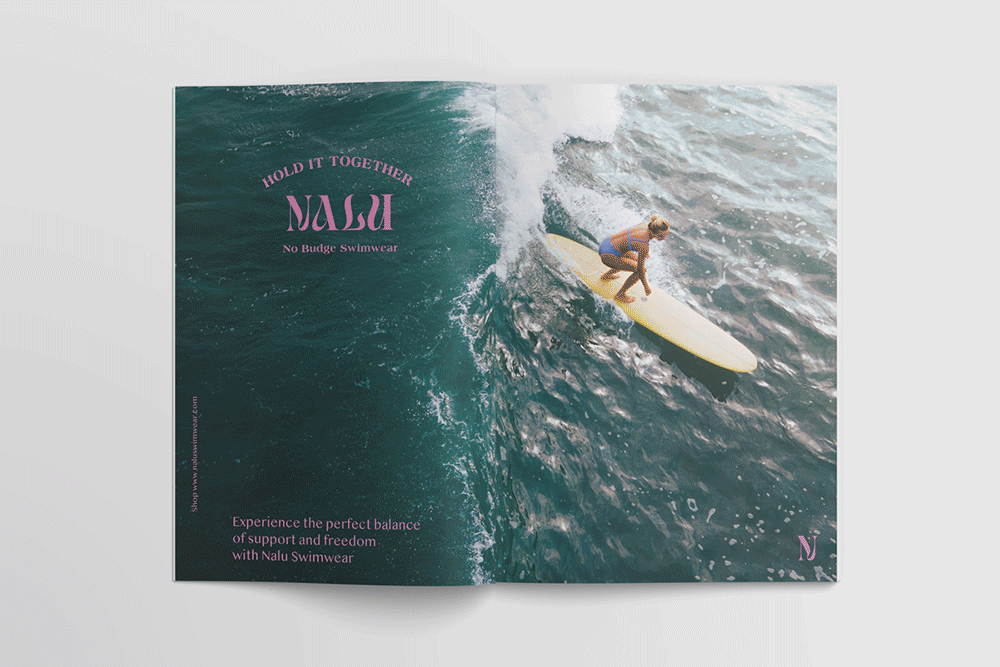 HOLD IT TOGETHER
NALU
No Budge Swimwear
Shop www.naluswimwear.com
Experience the perfect balance
of support and freedom
with Nalu Swimwear
N